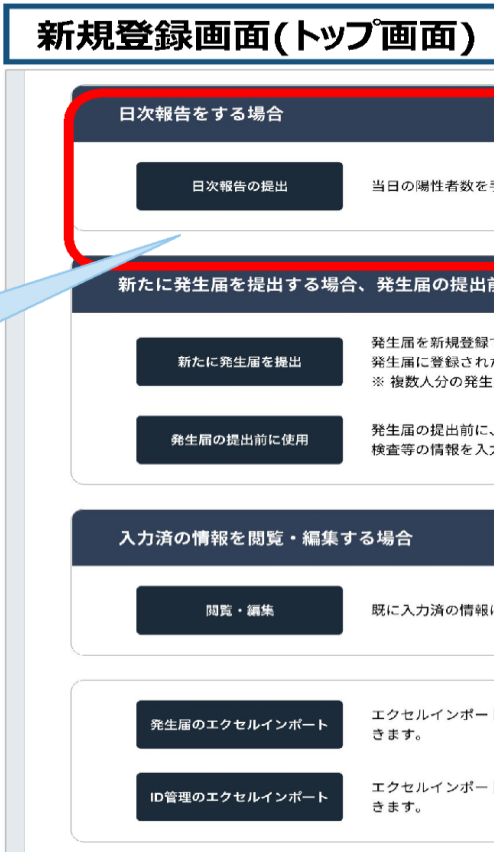 新規登録画面(トップ画面)
日次報告をする場合
日次報告の提出
当日の陽性者数を
新たに発生届を提出する場合、発生届の提出前
新たに発生届を提出
発生届を新規登録
発生届に登録され
※ 複数人分の発生
発生届の提出前に使用
発生届の提出前に、
検査等の情報を入
入力済の情報を閲覧・編集する場合
閲覧・編集
既に入力済の情報
発生届のエクセルインポート
エクセルインポー
きます。
ID管理のエクセルインポート
エクセルインポー
きます。